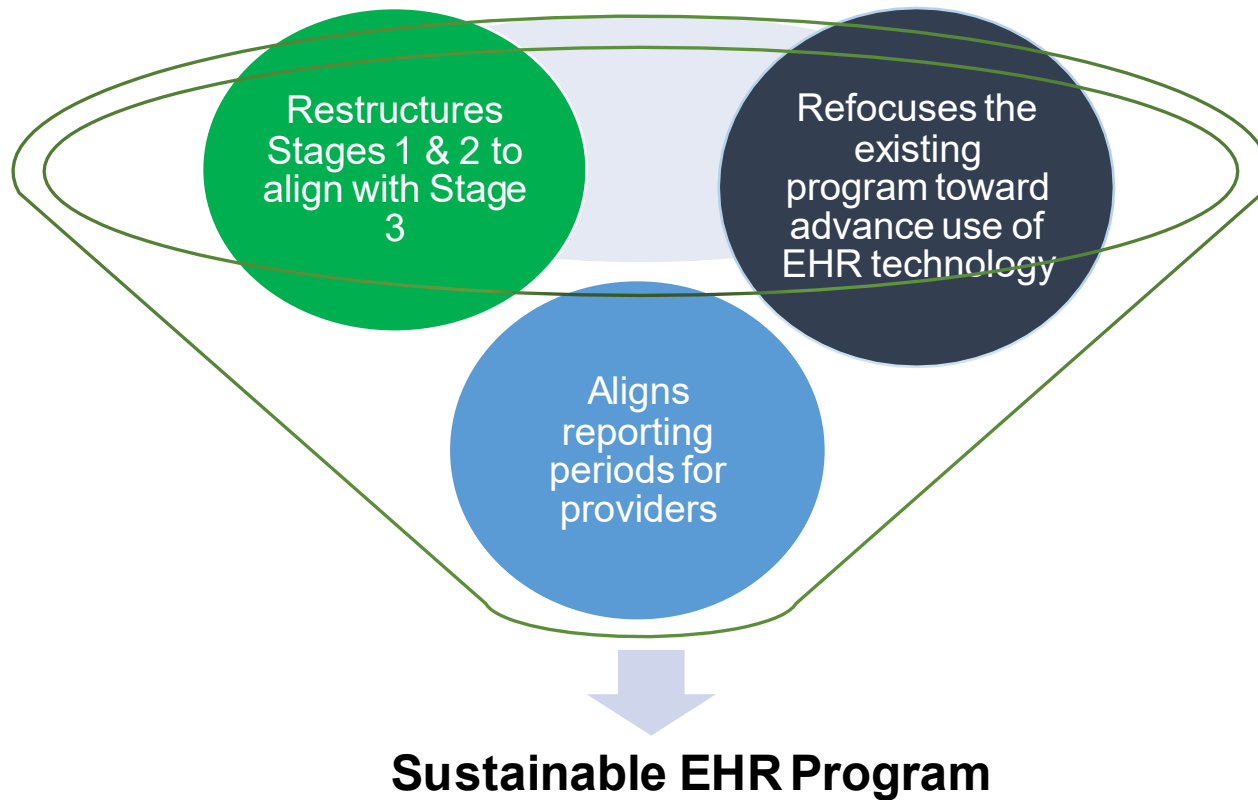 Restructures
Stages 1 & 2 to
align with Stage
3
Refocuses the
existing
program toward
advance use of
EHR technology
Aligns
reporting
periods for
providers
Sustainable EHR Program